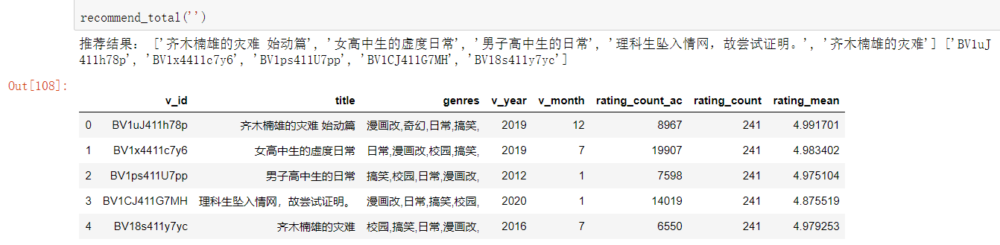 recommend_total('')
推荐结果： ['齐木楠雄的灾难 始动篇', '女高中生的虚度日常', '男子高中生的日常', '理科生坠入情网，故尝试证明。', '齐木楠雄的灾难'] ['BV1uJ
411h78p', 'BV1x4411c7y6', 'BV1ps411U7pp', 'BV1CJ411G7MH', 'BV18s411y7yc']
Out[108]:
v_id title genres v_year v_month rating_count_ac rating_count rating_mean
0 BV1uJ411h78p 齐木楠雄的灾难 始动篇 漫画改,奇幻,日常,搞笑, 2019 12 8967 241 4.991701
1 BV1x4411c7y6 女高中生的虚度日常 日常,漫画改,校园,搞笑, 2019 7 19907 241 4.983402
2 BV1ps411U7pp 男子高中生的日常 搞笑,校园,日常,漫画改, 2012 1 7598 241 4.975104
3 BV1CJ411G7MH 理科生坠入情网，故尝试证明。 漫画改,日常,搞笑,校园, 2020 1 14019 241 4.875519
4 BV18s411y7yc 齐木楠雄的灾难 校园,搞笑,日常,漫画改, 2016 7 6550 241 4.979253